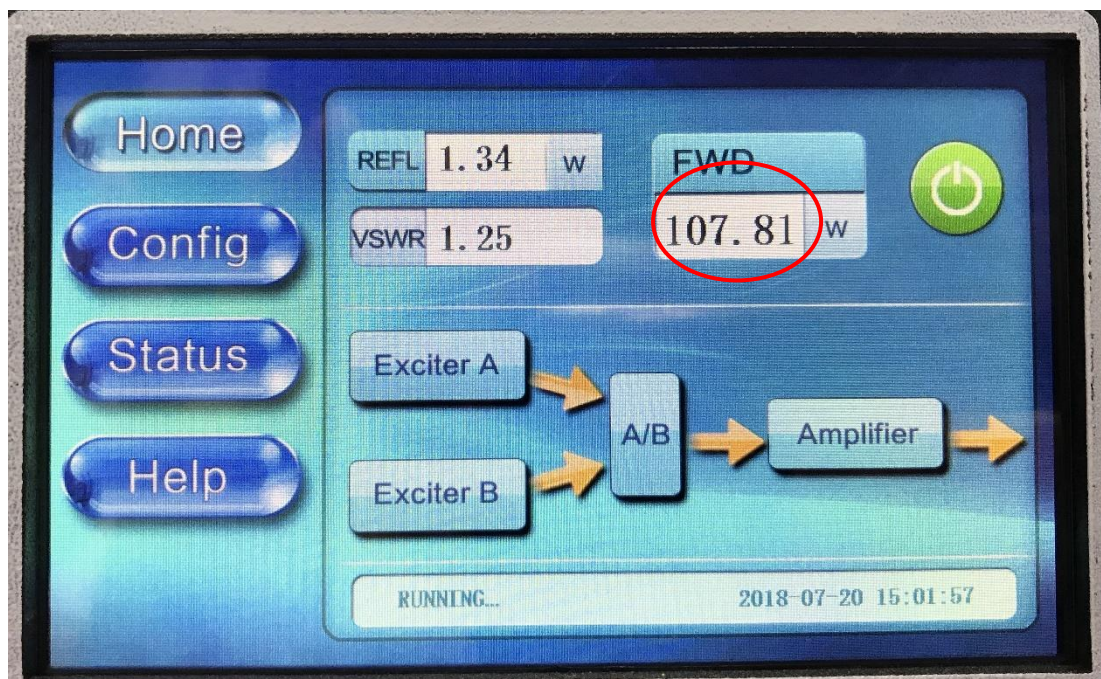 Home
Config
Status
Help
REFL 1.34 W
VSWR 1.25
FWD
107.81 W
Exciter A
Exciter B
A/B
Amplifier
RUNNING... 2018-07-20 15:01:57